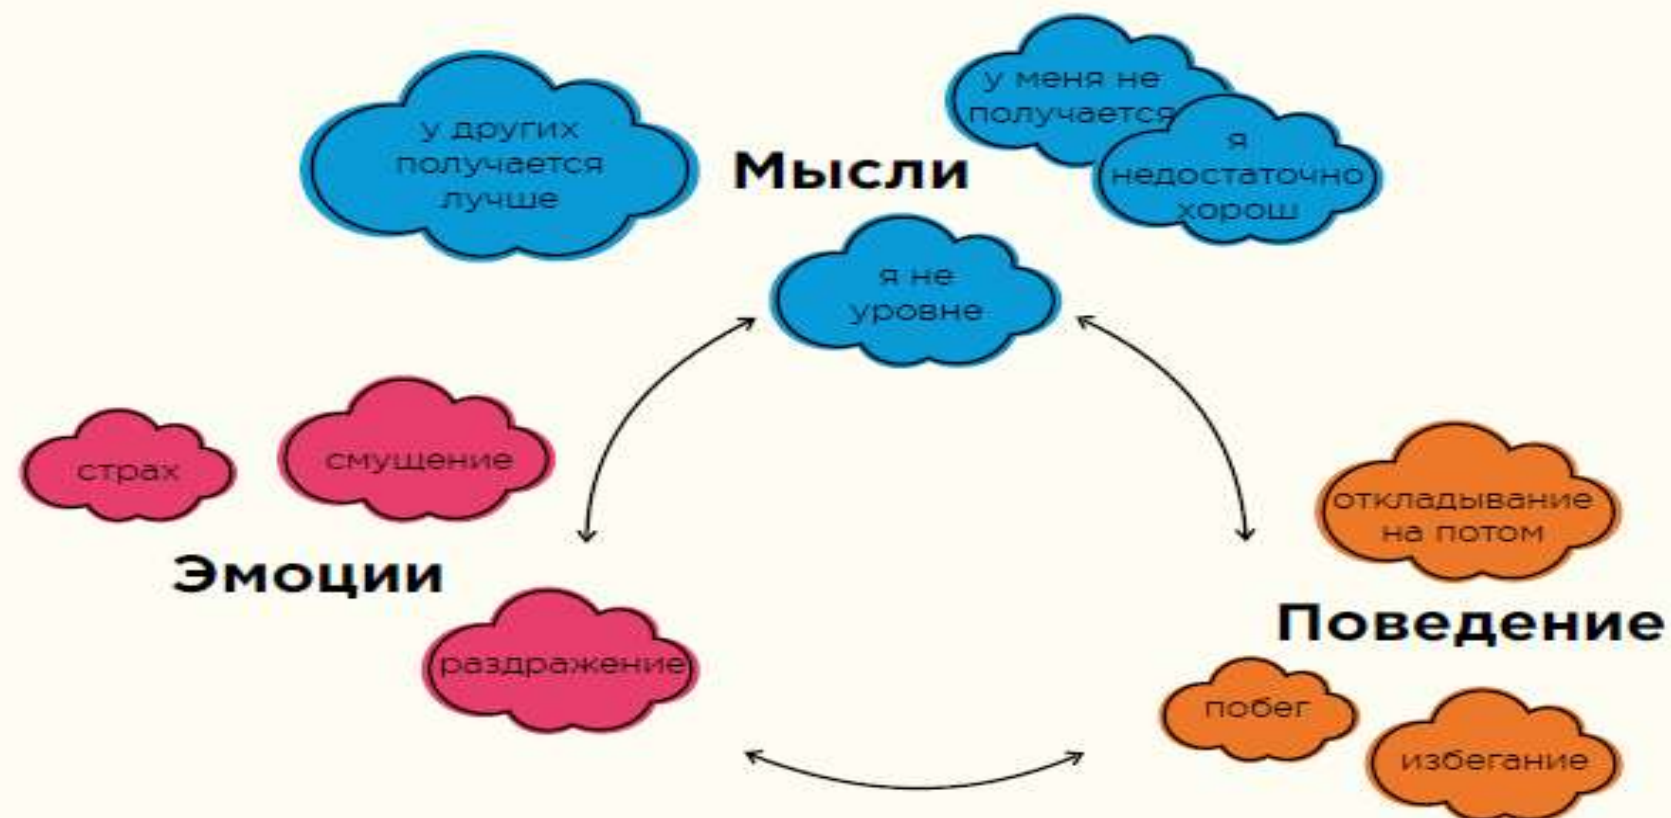 у других
получается
лучше
Мысли
у меня не
получается
я
недостаточно
хорош
я не
уровне
страх
смущение
Эмоции
раздражение
откладывание
на потом
Поведение
побег
избегание